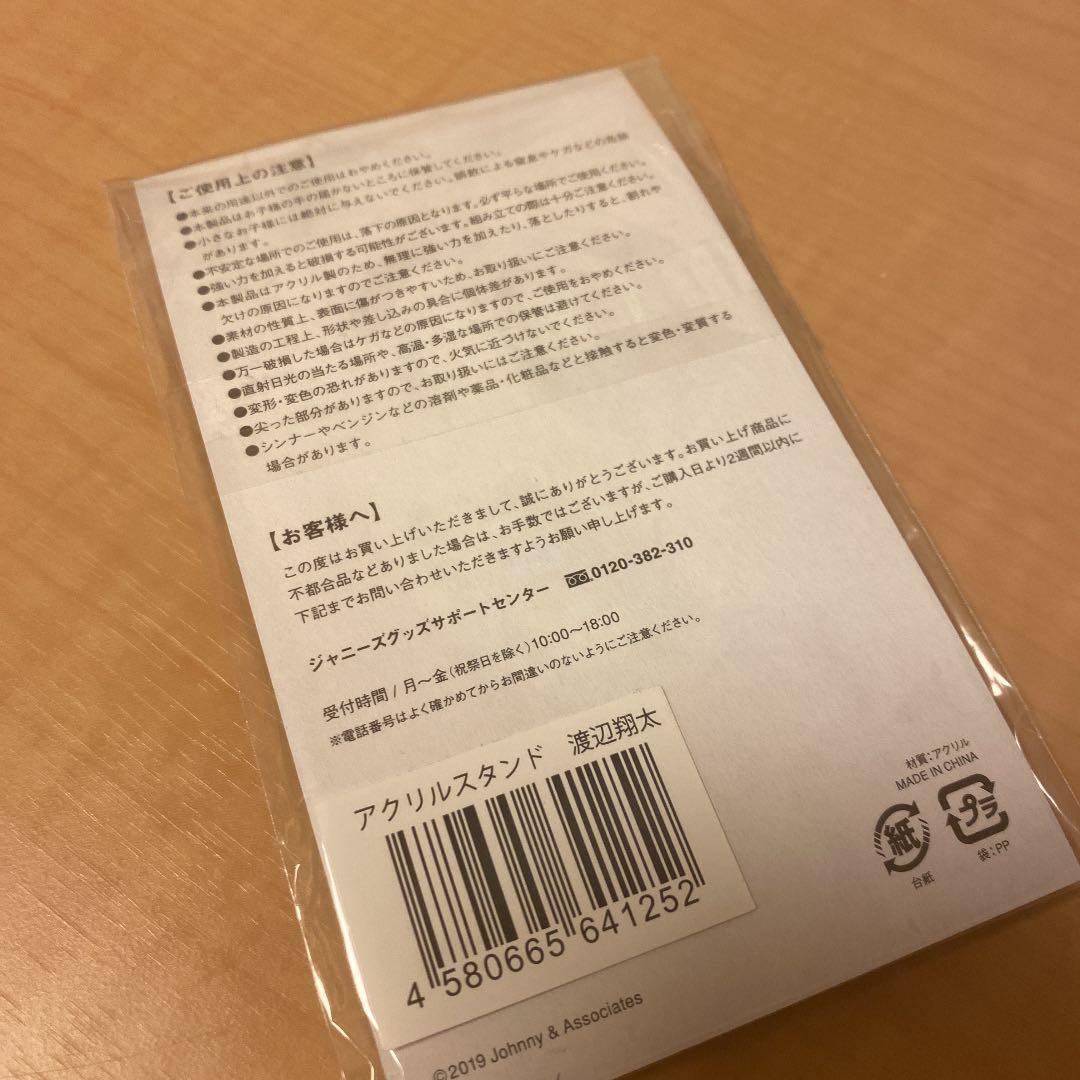 【ご使用上の注意】
●本来の用途以外でのご使用はおやめください。
●本製品はお子様の手の届かないところに保管してください。
●小さなお子様には絶対に与えないでください。誤飲による窒息やケガなどの危険
があります。
●不安定な場所でのご使用は、落下の原因となります。必ず平らな場所でご使用ください。
●強い力を加えると破損する可能性がございます。組み立ての際は十分ご注意ください。
●本製品はアクリル製のため、無理に強い力を加えたり、落としたりすると、割れや
欠けの原因になりますのでご注意ください。
●素材の性質上、表面に傷がつきやすいため、お取り扱いにご注意ください。
●製造の工程上、形状や差し込みの具合に個体差があります。
●万一破損した場合はケガなどの原因になりますので、ご使用をおやめください。
●直射日光の当たる場所や、高温・多湿な場所での保管は避けてください。
●変形・変色の恐れがありますので、火気に近づけないでください。
●尖った部分がありますので、お取り扱いにはご注意ください。
●シンナーやベンジンなどの溶剤や薬品・化粧品などと接触すると変色・変質する
場合があります。
【お客様へ】
この度はお買い上げいただきまして、誠にありがとうございます。お買い上げ商品に
不都合品などありました場合は、お手数ではございますが、ご購入日より2週間以内に
下記までお問い合わせいただきますようお願い申し上げます。
ジャニーズグッズサポートセンター 0120-382-310
受付時間 / 月〜金(祝祭日を除く)10:00〜18:00
※電話番号はよく確かめてからお間違いのないようにご注意ください。
アクリルスタンド 渡辺翔太
4 580665 641252
材質:アクリル
MADE IN CHINA
紙
台紙
プラ
袋:PP
©2019 Johnny & Associates